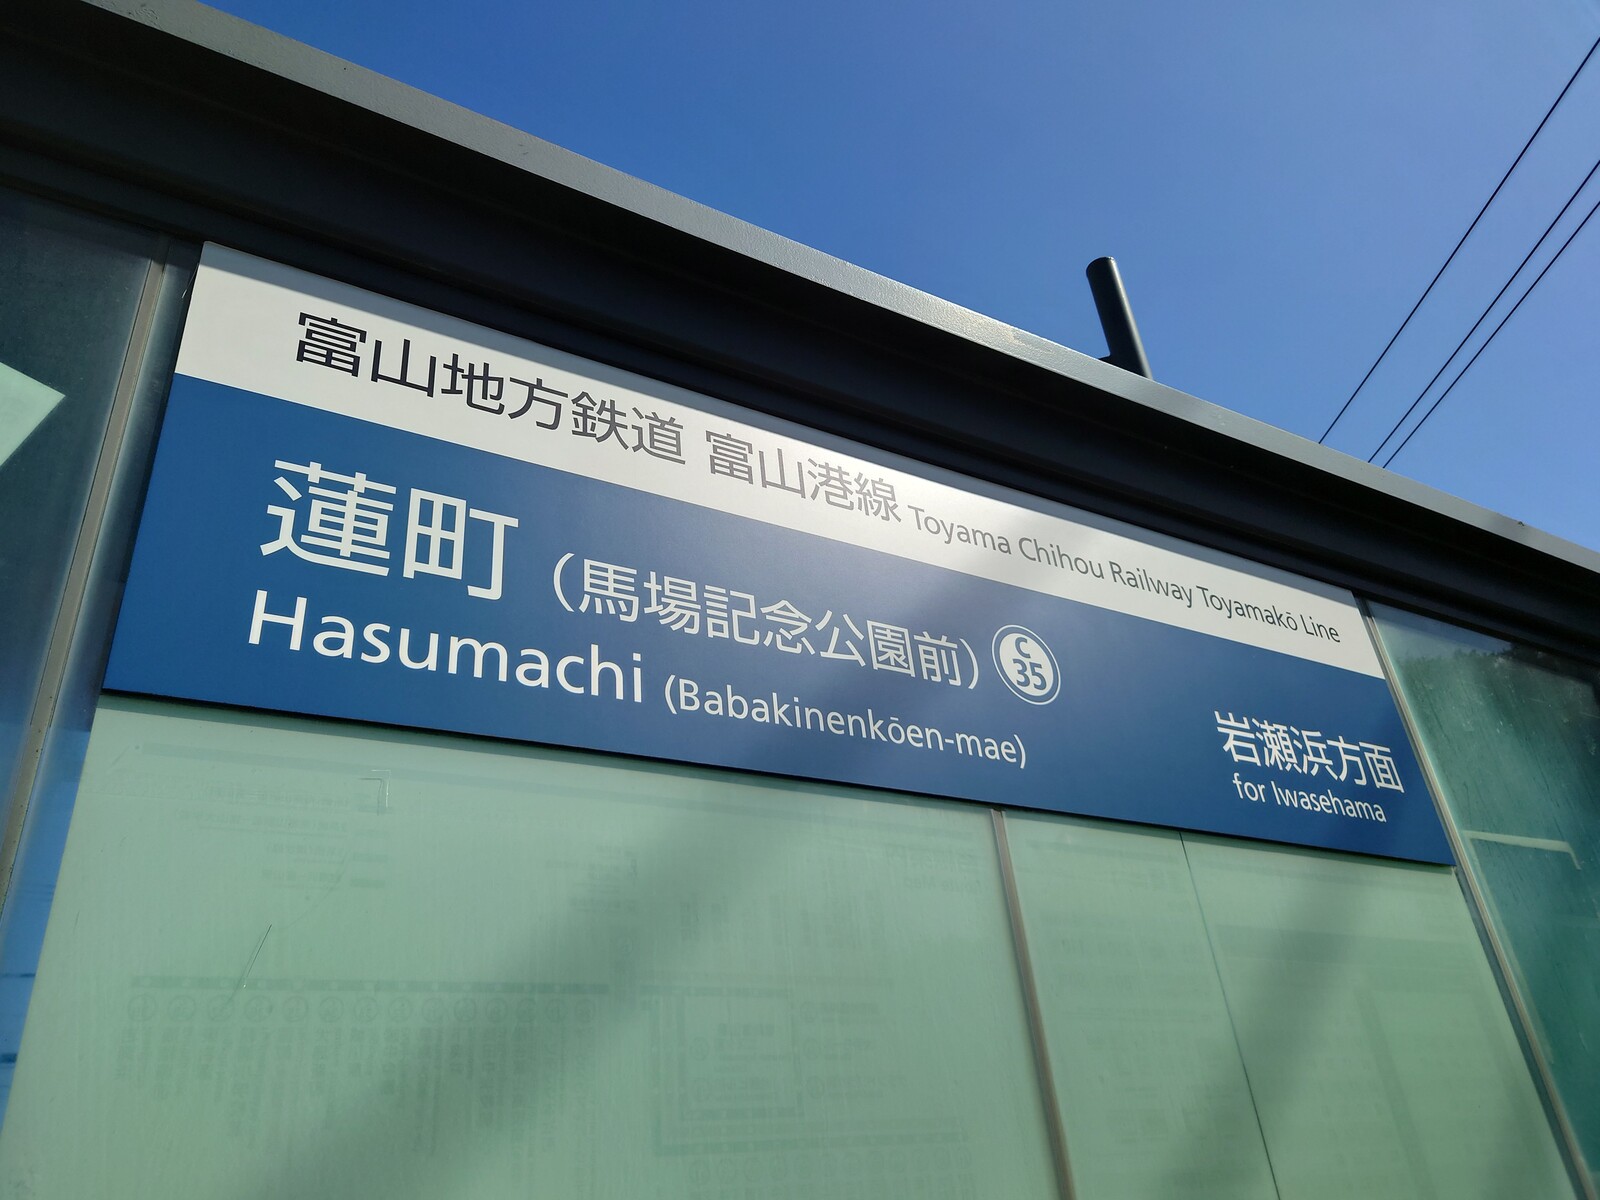 富山地方鉄道 富山港線 Toyama Chihou Railway Toyamakō Line
蓮町 (馬場記念公園前) C 35
Hasumachi (Babakinenkōen-mae)
岩瀬浜方面
for Iwasehama